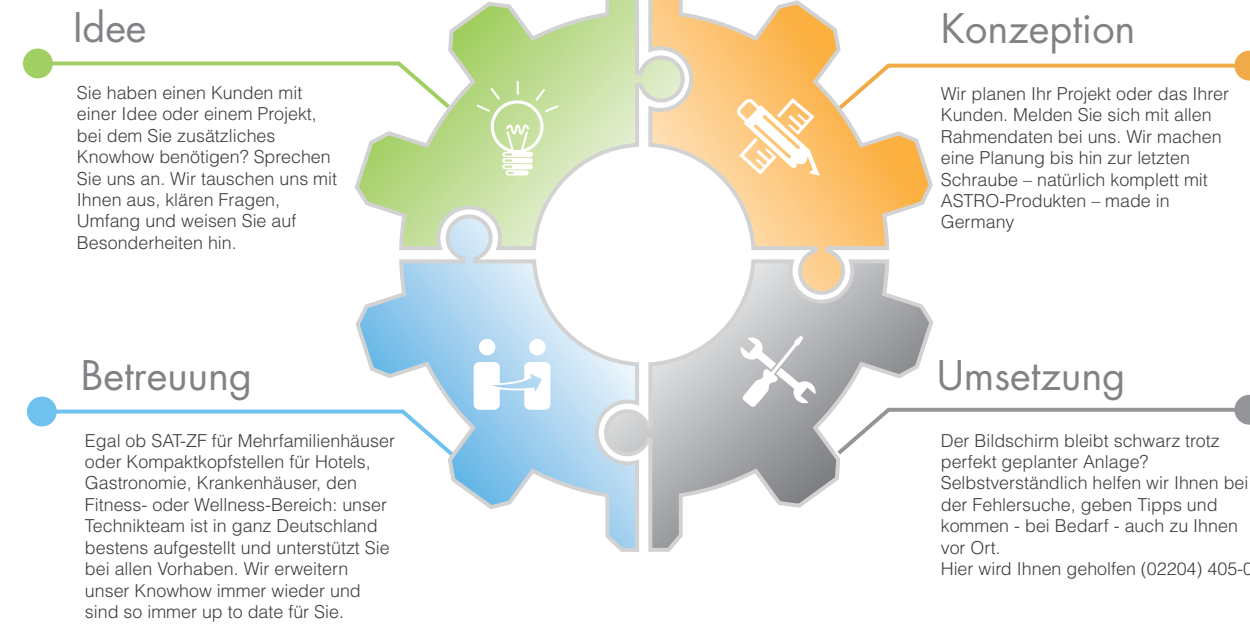 Idee
Sie haben einen Kunden mit
einer Idee oder einem Projekt,
bei dem Sie zusätzliches
Knowhow benötigen? Sprechen
Sie uns an. Wir tauschen uns mit
Ihnen aus, klären Fragen,
Umfang und weisen Sie auf
Besonderheiten hin.
Konzeption
Wir planen Ihr Projekt oder das Ihrer
Kunden. Melden Sie sich mit allen
Rahmendaten bei uns. Wir machen
eine Planung bis hin zur letzten
Schraube – natürlich komplett mit
ASTRO-Produkten – made in
Germany
Betreuung
Egal ob SAT-ZF für Mehrfamilienhäuser
oder Kompaktkopfstellen für Hotels,
Gastronomie, Krankenhäuser, den
Fitness- oder Wellness-Bereich: unser
Technikteam ist in ganz Deutschland
bestens aufgestellt und unterstützt Sie
bei allen Vorhaben. Wir erweitern
unser Knowhow immer wieder und
sind so immer up to date für Sie.
Umsetzung
Der Bildschirm bleibt schwarz trotz
perfekt geplanter Anlage?
Selbstverständlich helfen wir Ihnen bei
der Fehlersuche, geben Tipps und
kommen - bei Bedarf - auch zu Ihnen
vor Ort.
Hier wird Ihnen geholfen (02204) 405-0